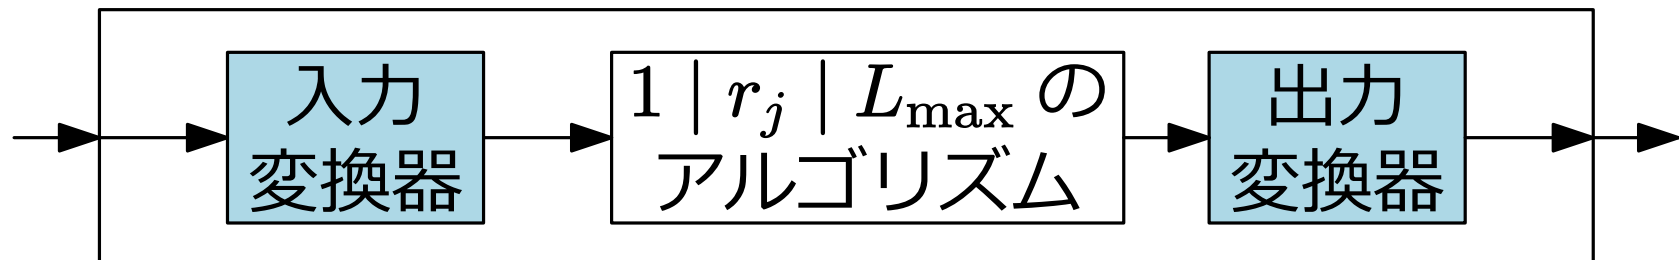 入力
変換器
1 | r_j | L_max の
アルゴリズム
出力
変換器